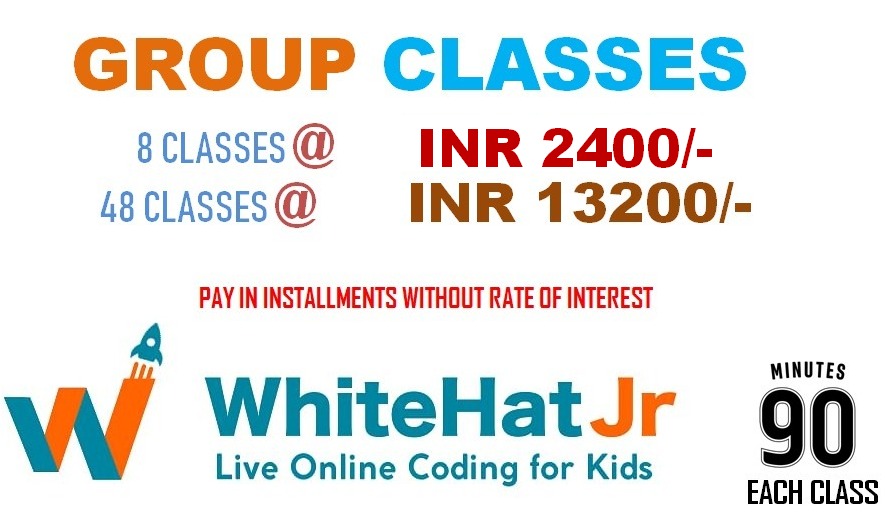 GROUP CLASSES
8 CLASSES@ INR 2400/-
48 CLASSES@ INR 13200/-
PAY IN INSTALLMENTS WITHOUT RATE OF INTEREST
WhiteHat Jr
Live Online Coding for Kids
MINUTES
90
EACH CLASS